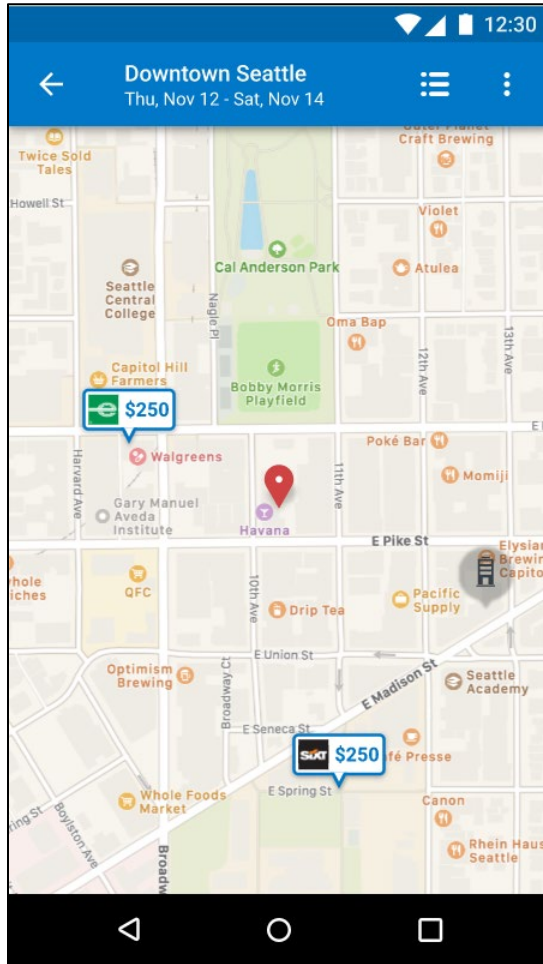 12:30
Downtown Seattle
Thu, Nov 12 - Sat, Nov 14
Craft Brewing
Twice Sold
Tales
Howell St
Violet
Cal Anderson Park
Atulea
Seattle
Central
College
Nagle Pl
Oma Bap
13th Ave
12th Ave
Capitol Hill
Farmers
Bobby Morris
Playfield
e $250
Poké Bar
E
Walgreens
Harvard Ave
11th Ave
Momiji
Gary Manuel
Aveda
Institute
Havana
E Pike St
QFC
10th Ave
Pacific
Supply
Drip Tea
E Union St
Optimism
Brewing
Broadway Ct
E Madison St
Seattle
Academy
E Seneca St
SIXT $250
Presse
E Spring St
Whole Foods
Market
Canon
Boylston Ave
Broadw
Rhein Haus
Seattle